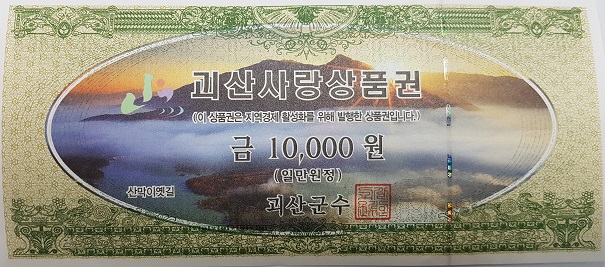 괴산사랑상품권
(이 상품권은 지역경제 활성화를 위해 발행한 상품권입니다.)
금 10,000 원
(일만원정)
산막이옛길
괴산군수